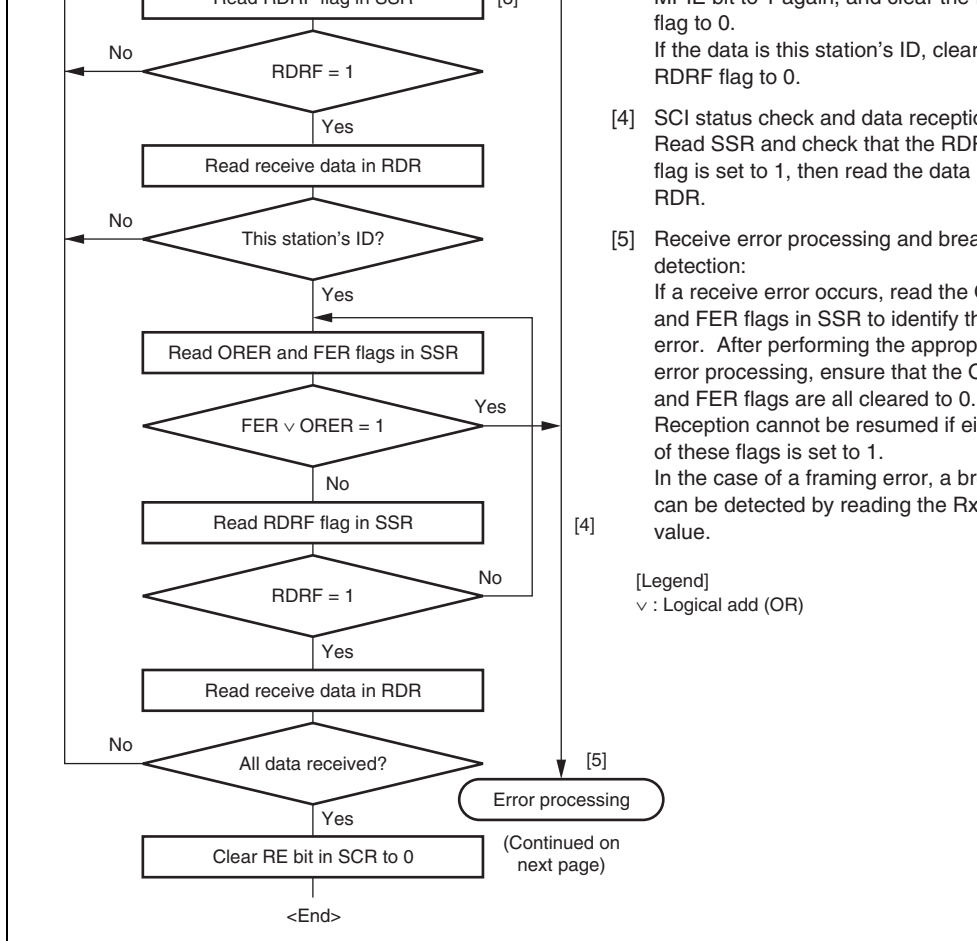 Read RDRF flag in SSR
[3]
No
RDRF = 1
Yes
Read receive data in RDR
No
This station's ID?
Yes
Read ORER and FER flags in SSR
Yes
FER ∨ ORER = 1
No
Read RDRF flag in SSR
[4]
No
RDRF = 1
Yes
Read receive data in RDR
No
All data received?
[5]
Error processing
Yes
(Continued on
next page)
Clear RE bit in SCR to 0
<End>
MPIE bit to 1 again, and clear the
flag to 0.
If the data is this station's ID, clear
RDRF flag to 0.
[4] SCI status check and data receptio
Read SSR and check that the RDR
flag is set to 1, then read the data
RDR.
[5] Receive error processing and brea
detection:
If a receive error occurs, read the O
and FER flags in SSR to identify th
error. After performing the approp
error processing, ensure that the O
and FER flags are all cleared to 0.
Reception cannot be resumed if ei
of these flags is set to 1.
In the case of a framing error, a br
can be detected by reading the Rx
value.
[Legend]
∨ : Logical add (OR)